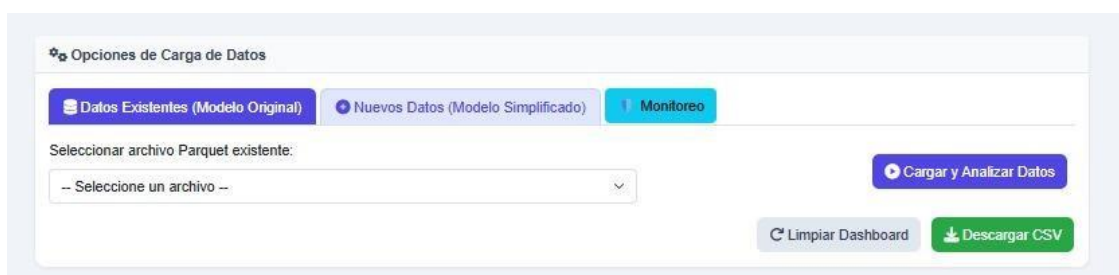 Opciones de Carga de Datos
Datos Existentes (Modelo Original) Nuevos Datos (Modelo Simplificado) Monitoreo
Seleccionar archivo Parquet existente:
-- Seleccione un archivo -- Cargar y Analizar Datos
Limpiar Dashboard Descargar CSV